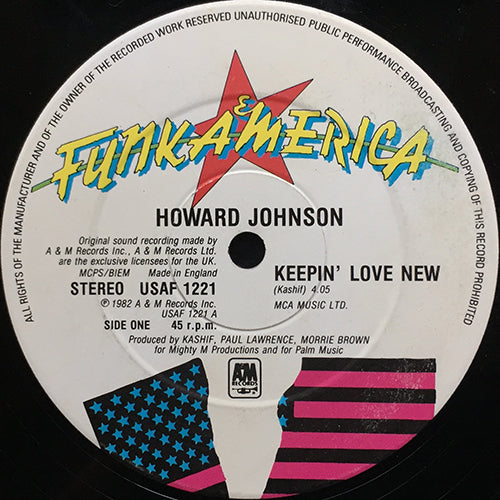 ALL RIGHTS OF THE MANUFACTURER AND OF THE OWNER OF THE RECORDED WORK RESERVED UNAUTHORISED PUBLIC PERFORMANCE BROADCASTING AND COPYING OF THIS RECORD PROHIBITED
FUNKAMERICA
HOWARD JOHNSON
Original sound recording made by
A & M Records Inc., A & M Records Ltd.
are the exclusive licensees for the UK.
MCPS/BIEM Made in England
STEREO USAF 1221
℗ 1982 A & M Records Inc.
USAF 1221 A
SIDE ONE 45 r.p.m.
KEEPIN' LOVE NEW
(Kashif) 4:05
MCA MUSIC LTD.
Produced by KASHIF, PAUL LAWRENCE, MORRIE BROWN
for Mighty M Productions and for Palm Music
A&M
RECORDS